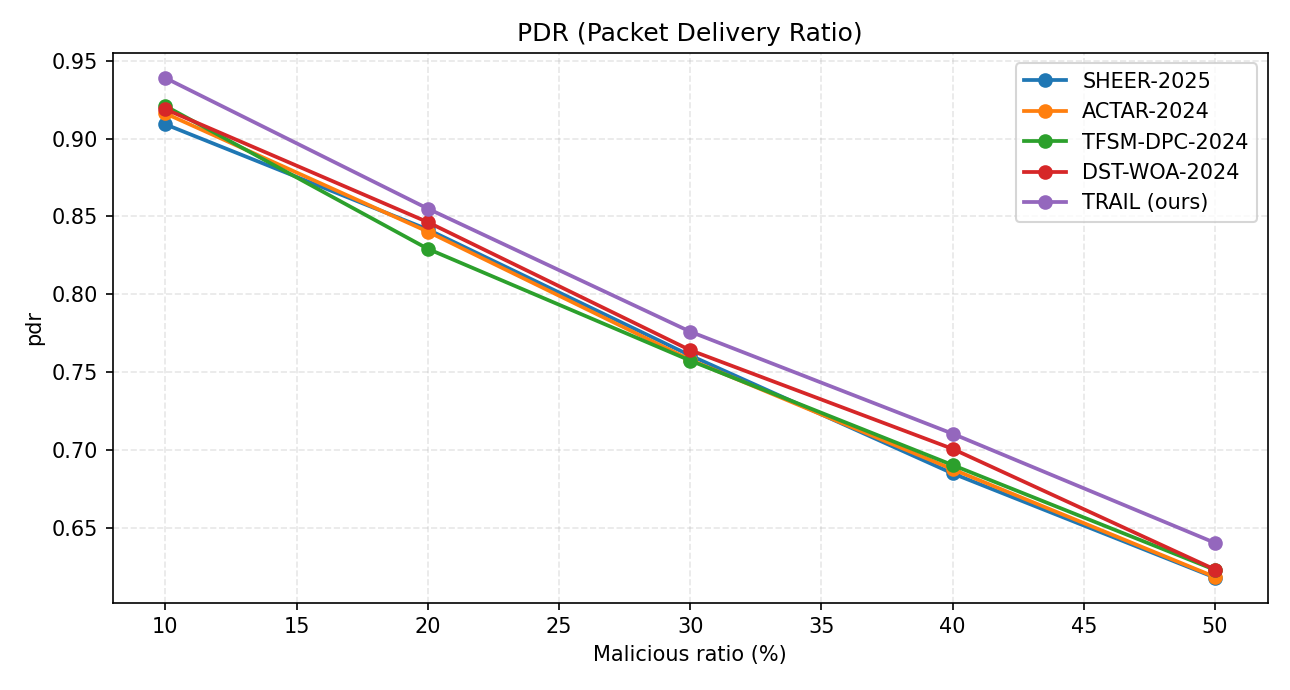 PDR (Packet Delivery Ratio)
SHEER-2025
ACTAR-2024
TFSM-DPC-2024
DST-WOA-2024
TRAIL (ours)
pdr
0.95
0.90
0.85
0.80
0.75
0.70
0.65
10 15 20 25 30 35 40 45 50
Malicious ratio (%)